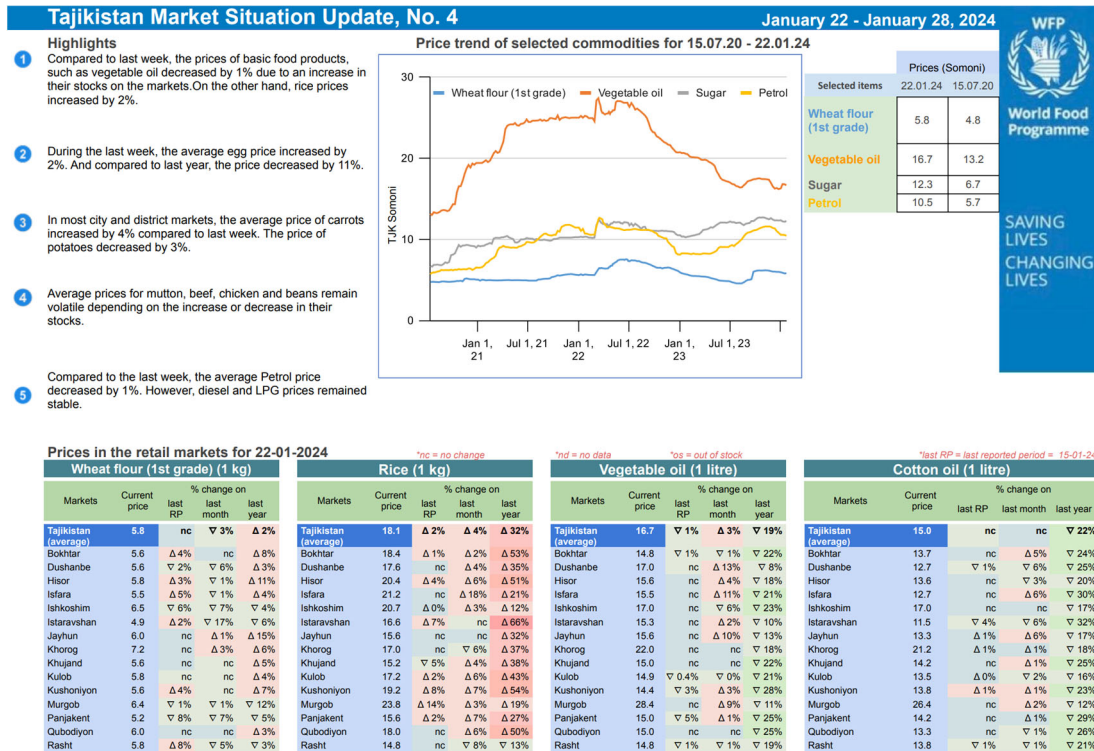 Tajikistan Market Situation Update, No. 4
January 22 - January 28, 2024
WFP
World Food
Programme
SAVING
LIVES
CHANGING
LIVES
Highlights
1
Compared to last week, the prices of basic food products,
such as vegetable oil decreased by 1% due to an increase in
their stocks on the markets.On the other hand, rice prices
increased by 2%.
2
During the last week, the average egg price increased by
2%. And compared to last year, the price decreased by 11%.
3
In most city and district markets, the average price of carrots
increased by 4% compared to last week. The price of
potatoes decreased by 3%.
4
Average prices for mutton, beef, chicken and beans remain
volatile depending on the increase or decrease in their
stocks.
5
Compared to the last week, the average Petrol price
decreased by 1%. However, diesel and LPG prices remained
stable.
Price trend of selected commodities for 15.07.20 - 22.01.24
Wheat flour (1st grade) Vegetable oil Sugar Petrol
TJK Somoni
30
20
10
0
Jan 1, 21 Jul 1, 21 Jan 1, 22 Jul 1, 22 Jan 1, 23 Jul 1, 23
Prices (Somoni)
Selected items 22.01.24 15.07.20
Wheat flour (1st grade) 5.8 4.8
Vegetable oil 16.7 13.2
Sugar 12.3 6.7
Petrol 10.5 5.7
Prices in the retail markets for 22-01-2024
*nc = no change
*nd = no data
*os = out of stock
*last RP = last reported period = 15-01-24
Wheat flour (1st grade) (1 kg)
Markets Current price % change on last RP last month last year
Tajikistan (average) 5.8 nc ∇ 3% Δ 2%
Bokhtar 5.6 Δ 4% nc Δ 8%
Dushanbe 5.6 ∇ 2% ∇ 6% Δ 3%
Hisor 5.8 Δ 3% ∇ 1% Δ 11%
Isfara 5.5 Δ 5% ∇ 1% Δ 4%
Ishkoshim 6.5 ∇ 6% ∇ 7% ∇ 4%
Istaravshan 4.9 Δ 2% ∇ 17% ∇ 6%
Jayhun 6.0 nc Δ 1% Δ 15%
Khorog 7.2 nc Δ 3% Δ 6%
Khujand 5.6 nc nc Δ 5%
Kulob 5.8 nc nc Δ 4%
Kushoniyon 5.6 Δ 4% nc Δ 7%
Murgob 6.4 ∇ 1% ∇ 1% ∇ 12%
Panjakent 5.2 ∇ 8% ∇ 7% ∇ 5%
Qubodiyon 6.0 nc nc Δ 3%
Rasht 5.8 Δ 8% ∇ 5% ∇ 3%
Rice (1 kg)
Markets Current price % change on last RP last month last year
Tajikistan (average) 18.1 Δ 2% Δ 4% Δ 32%
Bokhtar 18.4 Δ 1% Δ 2% Δ 53%
Dushanbe 17.6 nc Δ 4% Δ 35%
Hisor 20.4 Δ 4% Δ 6% Δ 51%
Isfara 21.2 nc Δ 18% Δ 21%
Ishkoshim 20.7 Δ 0% Δ 3% Δ 12%
Istaravshan 16.6 Δ 7% nc Δ 66%
Jayhun 15.6 nc nc Δ 32%
Khorog 17.0 nc ∇ 6% Δ 37%
Khujand 15.2 ∇ 5% Δ 4% Δ 38%
Kulob 17.2 Δ 2% Δ 6% Δ 43%
Kushoniyon 19.2 Δ 8% Δ 7% Δ 54%
Murgob 23.8 Δ 14% Δ 3% Δ 19%
Panjakent 15.6 Δ 2% Δ 7% Δ 27%
Qubodiyon 18.0 nc Δ 6% Δ 50%
Rasht 14.8 nc ∇ 8% ∇ 13%
Vegetable oil (1 litre)
Markets Current price % change on last RP last month last year
Tajikistan (average) 16.7 ∇ 1% Δ 3% ∇ 19%
Bokhtar 14.8 ∇ 1% ∇ 1% ∇ 22%
Dushanbe 17.0 nc Δ 13% ∇ 8%
Hisor 15.6 nc Δ 4% ∇ 18%
Isfara 15.5 nc Δ 11% ∇ 21%
Ishkoshim 17.0 nc ∇ 6% ∇ 23%
Istaravshan 15.3 nc Δ 2% ∇ 10%
Jayhun 15.6 nc Δ 10% ∇ 13%
Khorog 22.0 nc nc ∇ 18%
Khujand 15.0 nc nc ∇ 22%
Kulob 14.9 ∇ 0.4% ∇ 0% ∇ 21%
Kushoniyon 14.4 ∇ 3% Δ 3% ∇ 28%
Murgob 28.4 nc Δ 9% ∇ 11%
Panjakent 15.0 ∇ 5% Δ 1% ∇ 25%
Qubodiyon 15.0 nc nc ∇ 25%
Rasht 14.8 ∇ 1% ∇ 1% ∇ 19%
Cotton oil (1 litre)
Markets Current price % change on last RP last month last year
Tajikistan (average) 15.0 nc nc ∇ 22%
Bokhtar 13.7 nc Δ 5% ∇ 24%
Dushanbe 12.7 ∇ 1% ∇ 6% ∇ 25%
Hisor 13.6 nc ∇ 3% ∇ 20%
Isfara 12.7 nc Δ 6% ∇ 30%
Ishkoshim 17.0 nc nc ∇ 17%
Istaravshan 11.5 ∇ 4% ∇ 6% ∇ 32%
Jayhun 13.3 Δ 1% Δ 6% ∇ 17%
Khorog 21.2 Δ 1% Δ 1% ∇ 18%
Khujand 14.2 nc Δ 1% ∇ 25%
Kulob 13.5 Δ 0% ∇ 2% ∇ 16%
Kushoniyon 13.8 Δ 1% Δ 1% ∇ 23%
Murgob 26.4 nc Δ 2% ∇ 12%
Panjakent 14.2 nc Δ 1% ∇ 29%
Qubodiyon 13.2 nc ∇ 1% ∇ 26%
Rasht 13.8 ∇ 1% ∇ 1% ∇ 21%